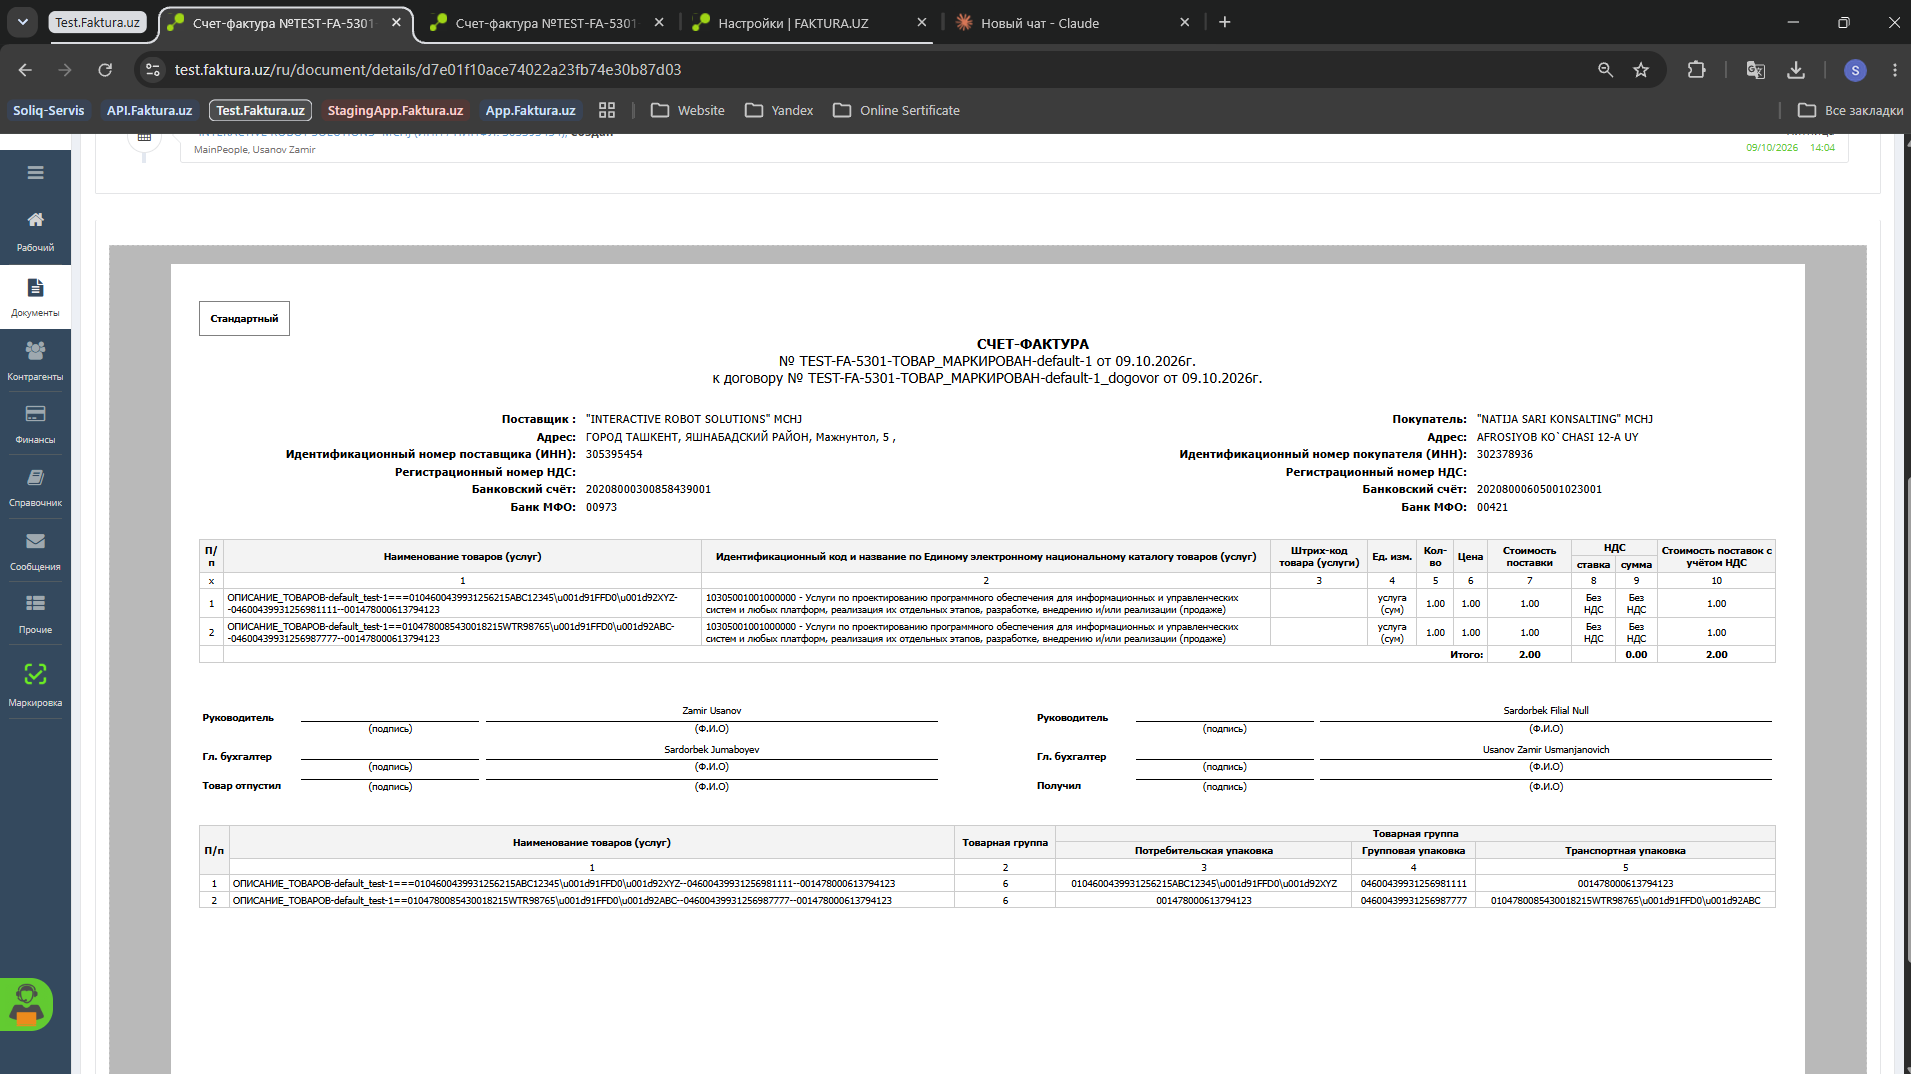 Test.Faktura.uz
Счет-фактура №TEST-FA-5301-
Счет-фактура №TEST-FA-5301
Настройки | FAKTURA.UZ
Новый чат - Claude
test.faktura.uz/ru/document/details/d7e01f10ace74022a23fb74e30b87d03
S
Soliq-Servis API.Faktura.uz Test.Faktura.uz StagingApp.Faktura.uz App.Faktura.uz Website Yandex Online Sertificate Все закладки
MainPeople, Usanov Zamir
09/10/2026 14:04
Рабочий
Документы
Контрагенты
Финансы
Справочник
Сообщения
Прочие
Маркировка
Стандартный
СЧЕТ-ФАКТУРА
№ TEST-FA-5301-ТОВАР_МАРКИРОВАН-default-1 от 09.10.2026г.
к договору № TEST-FA-5301-ТОВАР_МАРКИРОВАН-default-1_dogovor от 09.10.2026г.
Поставщик : "INTERACTIVE ROBOT SOLUTIONS" MCHJ
Адрес: ГОРОД ТАШКЕНТ, ЯШНАБАДСКИЙ РАЙОН, Мажнунтол, 5 ,
Идентификационный номер поставщика (ИНН): 305395454
Регистрационный номер НДС:
Банковский счёт: 20208000300858439001
Банк МФО: 00973
Покупатель: "NATIJA SARI KONSALTING" MCHJ
Адрес: AFROSIYOB KO`CHASI 12-A UY
Идентификационный номер покупателя (ИНН): 302378936
Регистрационный номер НДС:
Банковский счёт: 20208000605001023001
Банк МФО: 00421
П/п Наименование товаров (услуг) Идентификационный код и название по Единому электронному национальному каталогу товаров (услуг) Штрих-код товара (услуги) Ед. изм. Кол-во Цена Стоимость поставки НДС ставка сумма Стоимость поставок с учётом НДС
x 1 2 3 4 5 6 7 8 9 10
1 ОПИСАНИЕ_ТОВАРОВ-default_test-1===0104600439931256215ABC12345\u001d91FFD0\u001d92XYZ--04600439931256981111--001478000613794123 10305001001000000 - Услуги по проектированию программного обеспечения для информационных и управленческих систем и любых платформ, реализация их отдельных этапов, разработке, внедрению и/или реализации (продаже) услуга (сум) 1.00 1.00 1.00 Без НДС Без НДС 1.00
2 ОПИСАНИЕ_ТОВАРОВ-default_test-1==0104780085430018215WTR98765\u001d91FFD0\u001d92ABC--04600439931256987777--001478000613794123 10305001001000000 - Услуги по проектированию программного обеспечения для информационных и управленческих систем и любых платформ, реализация их отдельных этапов, разработке, внедрению и/или реализации (продаже) услуга (сум) 1.00 1.00 1.00 Без НДС Без НДС 1.00
Итого: 2.00 0.00 2.00
Руководитель (подпись) Zamir Usanov (Ф.И.О)
Гл. бухгалтер (подпись) Sardorbek Jumaboyev (Ф.И.О)
Товар отпустил (подпись) (Ф.И.О)
Руководитель (подпись) Sardorbek Filial Null (Ф.И.О)
Гл. бухгалтер (подпись) Usanov Zamir Usmanjanovich (Ф.И.О)
Получил (подпись) (Ф.И.О)
П/п Наименование товаров (услуг) Товарная группа Товарная группа
Потребительская упаковка Групповая упаковка Транспортная упаковка
1 2 3 4 5
1 ОПИСАНИЕ_ТОВАРОВ-default_test-1===0104600439931256215ABC12345\u001d91FFD0\u001d92XYZ--04600439931256981111--001478000613794123 6 0104600439931256215ABC12345\u001d91FFD0\u001d92XYZ 04600439931256981111 001478000613794123
2 ОПИСАНИЕ_ТОВАРОВ-default_test-1==0104780085430018215WTR98765\u001d91FFD0\u001d92ABC--04600439931256987777--001478000613794123 6 001478000613794123 04600439931256987777 0104780085430018215WTR98765\u001d91FFD0\u001d92ABC